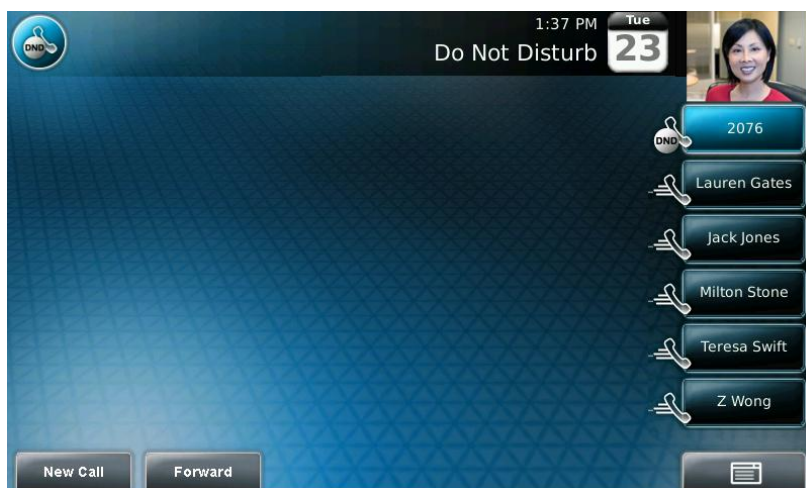 DND
1:37 PM
Tue
Do Not Disturb
23
2076
DND
Lauren Gates
Jack Jones
Milton Stone
Teresa Swift
Z Wong
New Call
Forward